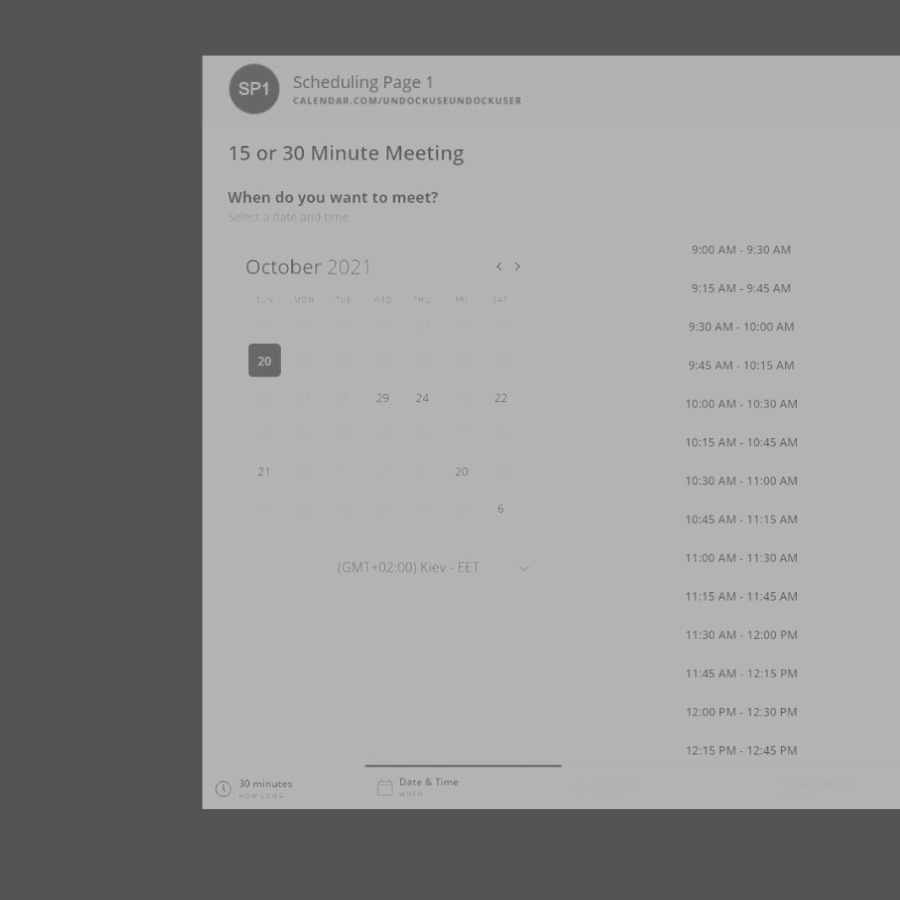 SP1
Scheduling Page 1
CALENDAR.COM/UNDOCKUSEUNDOCKUSER
15 or 30 Minute Meeting
When do you want to meet?
Select a date and time
October 2021
SUN MON TUE WED THU FRI SAT
20
29 24 22
21 20
6
(GMT+02:00) Kiev - EET
9:00 AM - 9:30 AM
9:15 AM - 9:45 AM
9:30 AM - 10:00 AM
9:45 AM - 10:15 AM
10:00 AM - 10:30 AM
10:15 AM - 10:45 AM
10:30 AM - 11:00 AM
10:45 AM - 11:15 AM
11:00 AM - 11:30 AM
11:15 AM - 11:45 AM
11:30 AM - 12:00 PM
11:45 AM - 12:15 PM
12:00 PM - 12:30 PM
12:15 PM - 12:45 PM
30 minutes
HOW LONG
Date & Time
WHEN